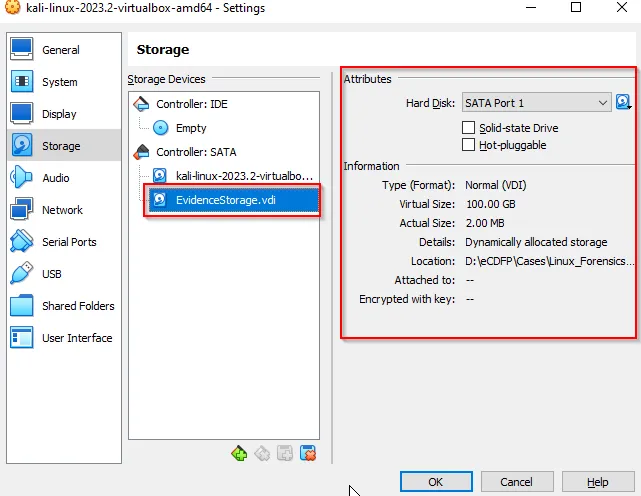 kali-linux-2023.2-virtualbox-amd64 - Settings
General
System
Display
Storage
Audio
Network
Serial Ports
USB
Shared Folders
User Interface
Storage
Storage Devices
Controller: IDE
Empty
Controller: SATA
kali-linux-2023.2-virtualbo...
EvidenceStorage.vdi
Attributes
Hard Disk: SATA Port 1
Solid-state Drive
Hot-pluggable
Information
Type (Format): Normal (VDI)
Virtual Size: 100.00 GB
Actual Size: 2.00 MB
Details: Dynamically allocated storage
Location: D:\eCDFP\Cases\Linux_Forensics...
Attached to: --
Encrypted with key: --
OK
Cancel
Help